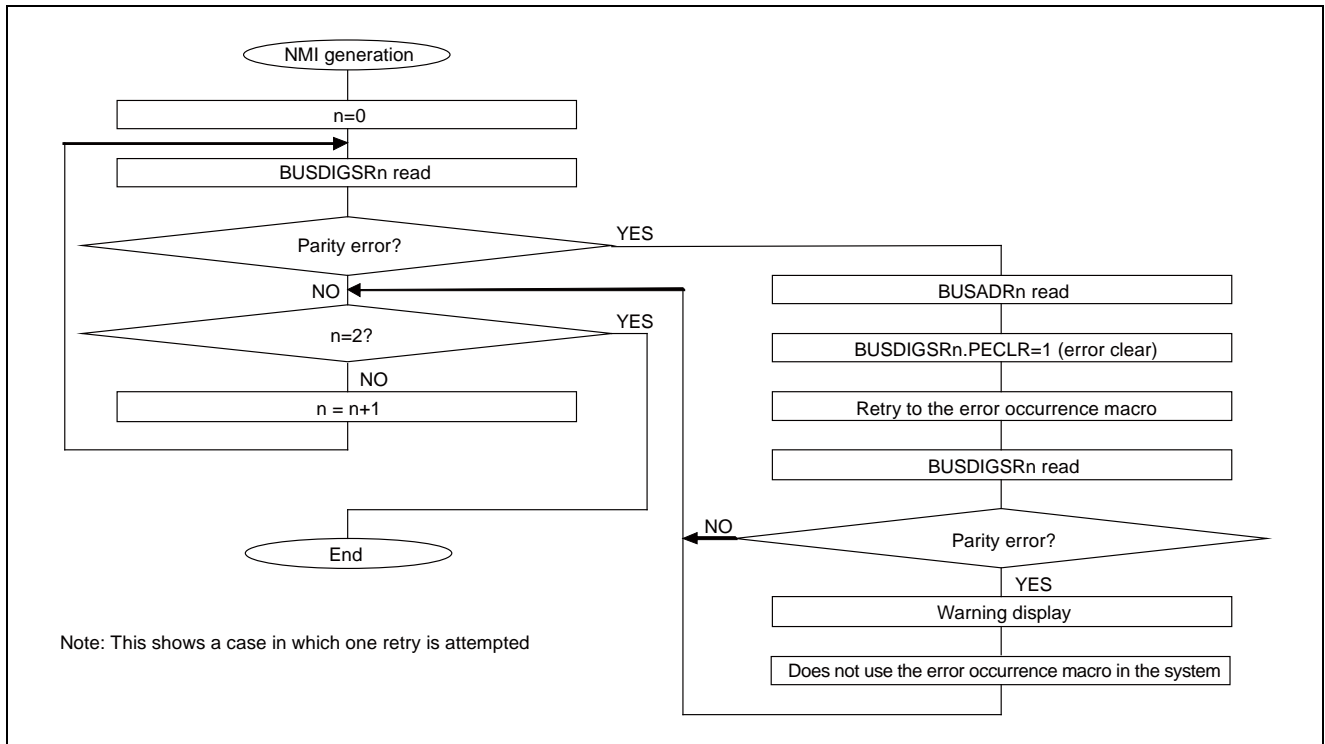 NMI generation
n=0
BUSDIGSRn read
Parity error?
YES
NO
n=2?
YES
NO
n = n+1
End
BUSADRn read
BUSDIGSRn.PECLR=1 (error clear)
Retry to the error occurrence macro
BUSDIGSRn read
Parity error?
NO
YES
Warning display
Does not use the error occurrence macro in the system
Note: This shows a case in which one retry is attempted